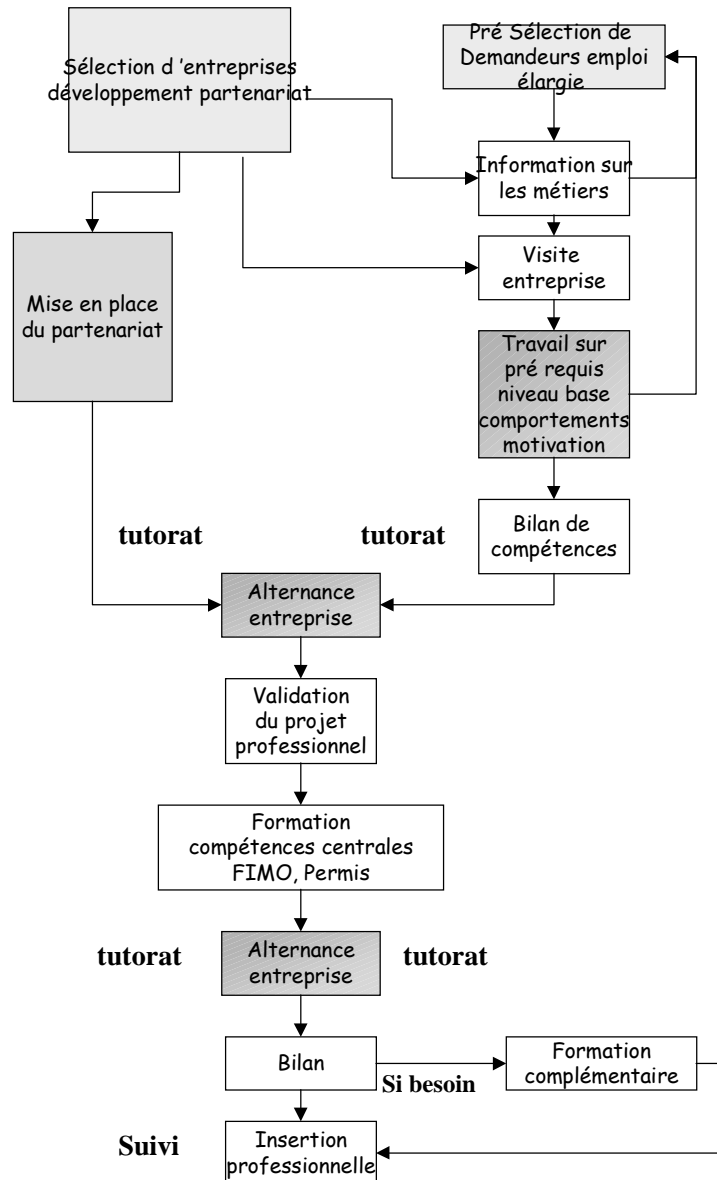 Sélection d ’entreprises
développement partenariat
Pré Sélection de
Demandeurs emploi
élargie
Information sur
les métiers
Visite
entreprise
Mise en place
du partenariat
Travail sur
pré requis
niveau base
comportements
motivation
tutorat
tutorat
Bilan de
compétences
Alternance
entreprise
Validation
du projet
professionnel
Formation
compétences centrales
FIMO, Permis
tutorat
Alternance
entreprise
tutorat
Bilan
Si besoin
Formation
complémentaire
Suivi
Insertion
professionnelle